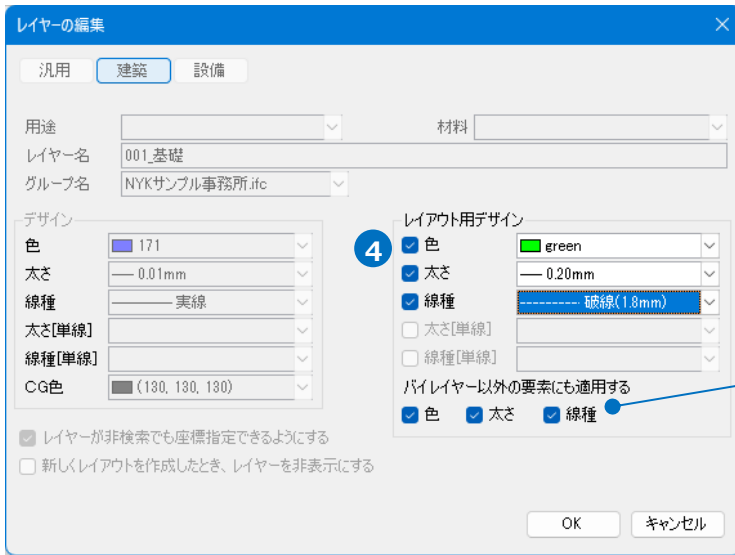 レイヤーの編集
汎用 建築 設備
用途 材料
レイヤー名 001_基礎
グループ名 NYKサンプル事務所.ifc
デザイン
色 171
太さ 0.01mm
線種 実線
太さ[単線]
線種[単線]
CG色 (130, 130, 130)
4
レイアウト用デザイン
色 green
太さ 0.20mm
線種 破線(1.8mm)
太さ[単線]
線種[単線]
バイレイヤー以外の要素にも適用する
色 太さ 線種
レイヤーが非検索でも座標指定できるようにする
新しくレイアウトを作成したとき、レイヤーを非表示にする
OK キャンセル